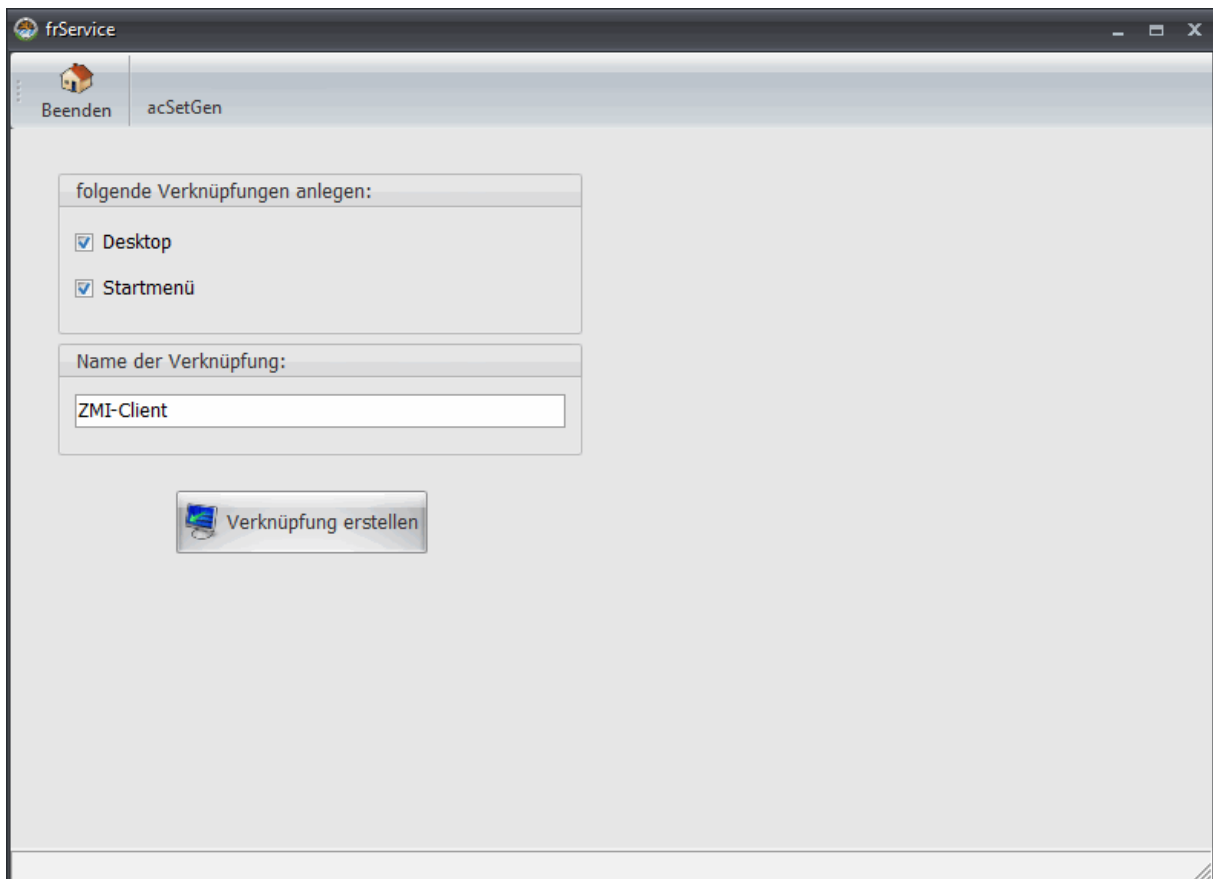 frService
Beenden
acSetGen
folgende Verknüpfungen anlegen:
Desktop
Startmenü
Name der Verknüpfung:
ZMI-Client
Verknüpfung erstellen